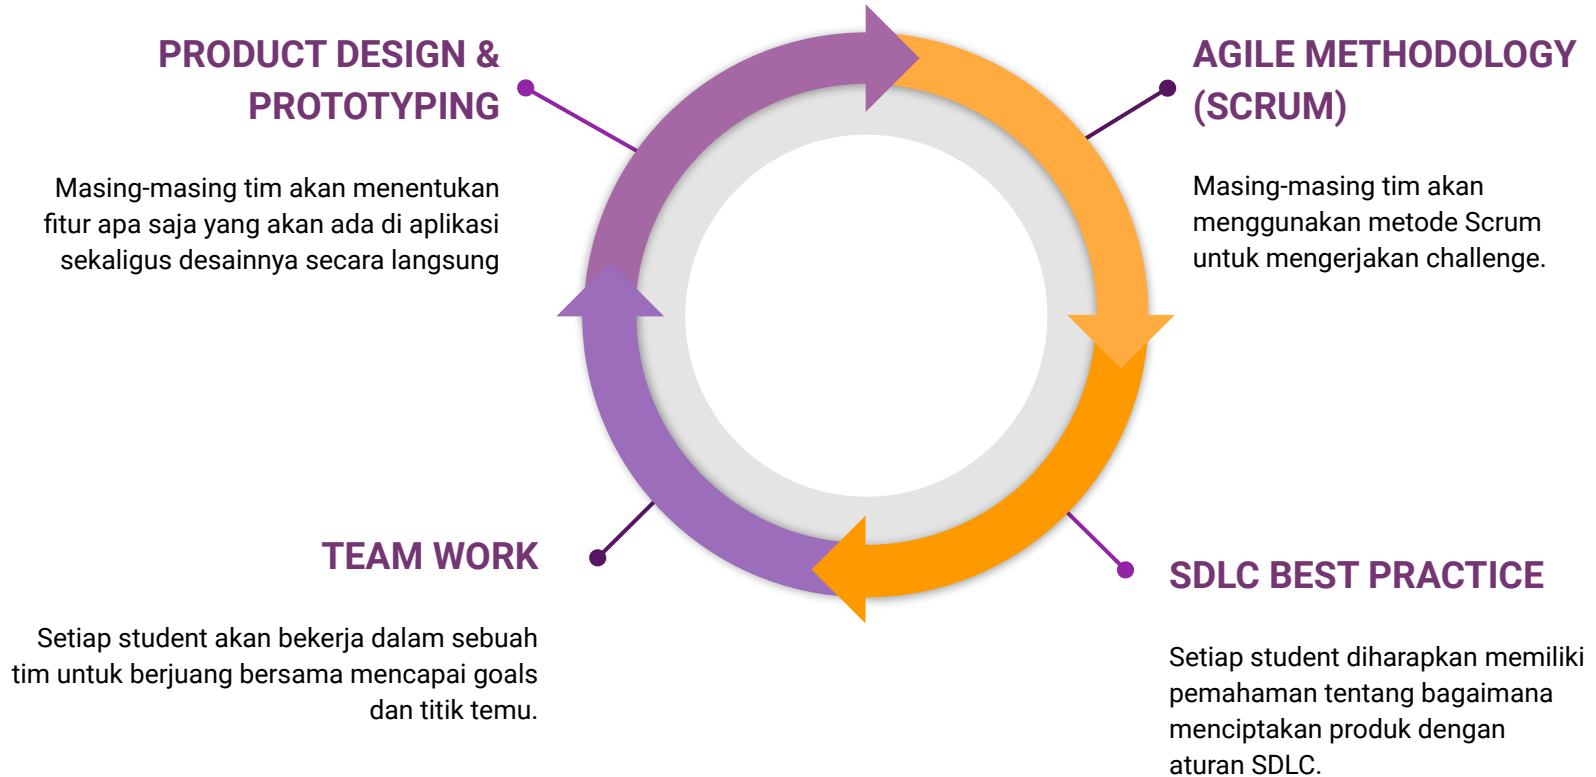 PRODUCT DESIGN &
PROTOTYPING
Masing-masing tim akan menentukan
fitur apa saja yang akan ada di aplikasi
sekaligus desainnya secara langsung
AGILE METHODOLOGY
(SCRUM)
Masing-masing tim akan
menggunakan metode Scrum
untuk mengerjakan challenge.
TEAM WORK
Setiap student akan bekerja dalam sebuah
tim untuk berjuang bersama mencapai goals
dan titik temu.
SDLC BEST PRACTICE
Setiap student diharapkan memiliki
pemahaman tentang bagaimana
menciptakan produk dengan
aturan SDLC.